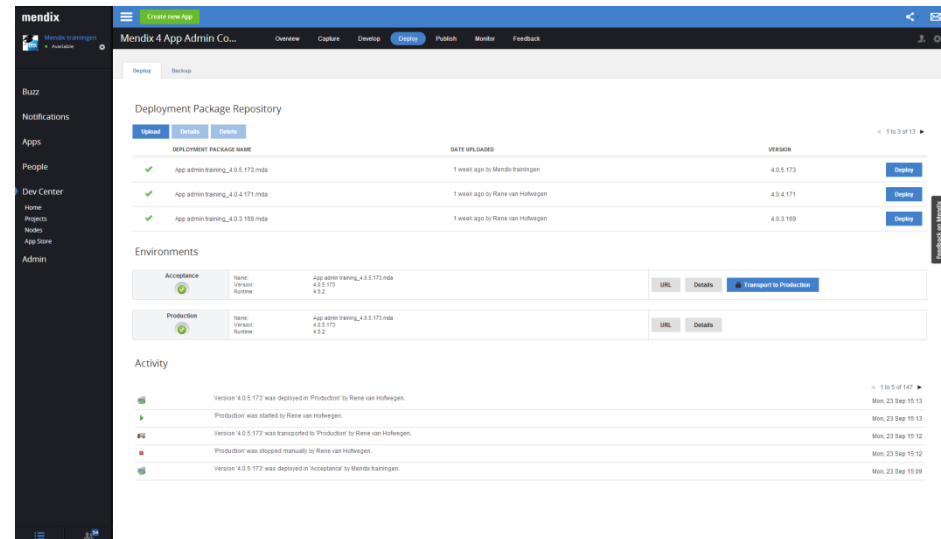 mendix
Create new App
Mendix trainingen
Available
Mendix 4 App Admin Co...
Overview Capture Develop Deploy Publish Monitor Feedback
Deploy Backup
Buzz
Notifications
Apps
People
Dev Center
Home
Projects
Nodes
App Store
Admin
Deployment Package Repository
Upload Details Delete
1 to 3 of 13
DEPLOYMENT PACKAGE NAME DATE UPLOADED VERSION
App admin training_4.0.5.173.mda 1 week ago by Mendix trainingen 4.0.5.173 Deploy
App admin training_4.0.4.171.mda 1 week ago by Rene van Hofwegen 4.0.4.171 Deploy
App admin training_4.0.3.169.mda 1 week ago by Rene van Hofwegen 4.0.3.169 Deploy
Feedback on Mendix
Environments
Acceptance
Name: App admin training_4.0.5.173.mda
Version: 4.0.5.173
Runtime: 4.5.2
URL Details Transport to Production
Production
Name: App admin training_4.0.5.173.mda
Version: 4.0.5.173
Runtime: 4.5.2
URL Details
Activity
1 to 5 of 147
Version '4.0.5.173' was deployed in 'Production' by Rene van Hofwegen. Mon, 23 Sep 15:13
'Production' was started by Rene van Hofwegen. Mon, 23 Sep 15:13
Version '4.0.5.173' was transported to 'Production' by Rene van Hofwegen. Mon, 23 Sep 15:12
'Production' was stopped manually by Rene van Hofwegen. Mon, 23 Sep 15:12
Version '4.0.5.173' was deployed in 'Acceptance' by Mendix trainingen. Mon, 23 Sep 15:09